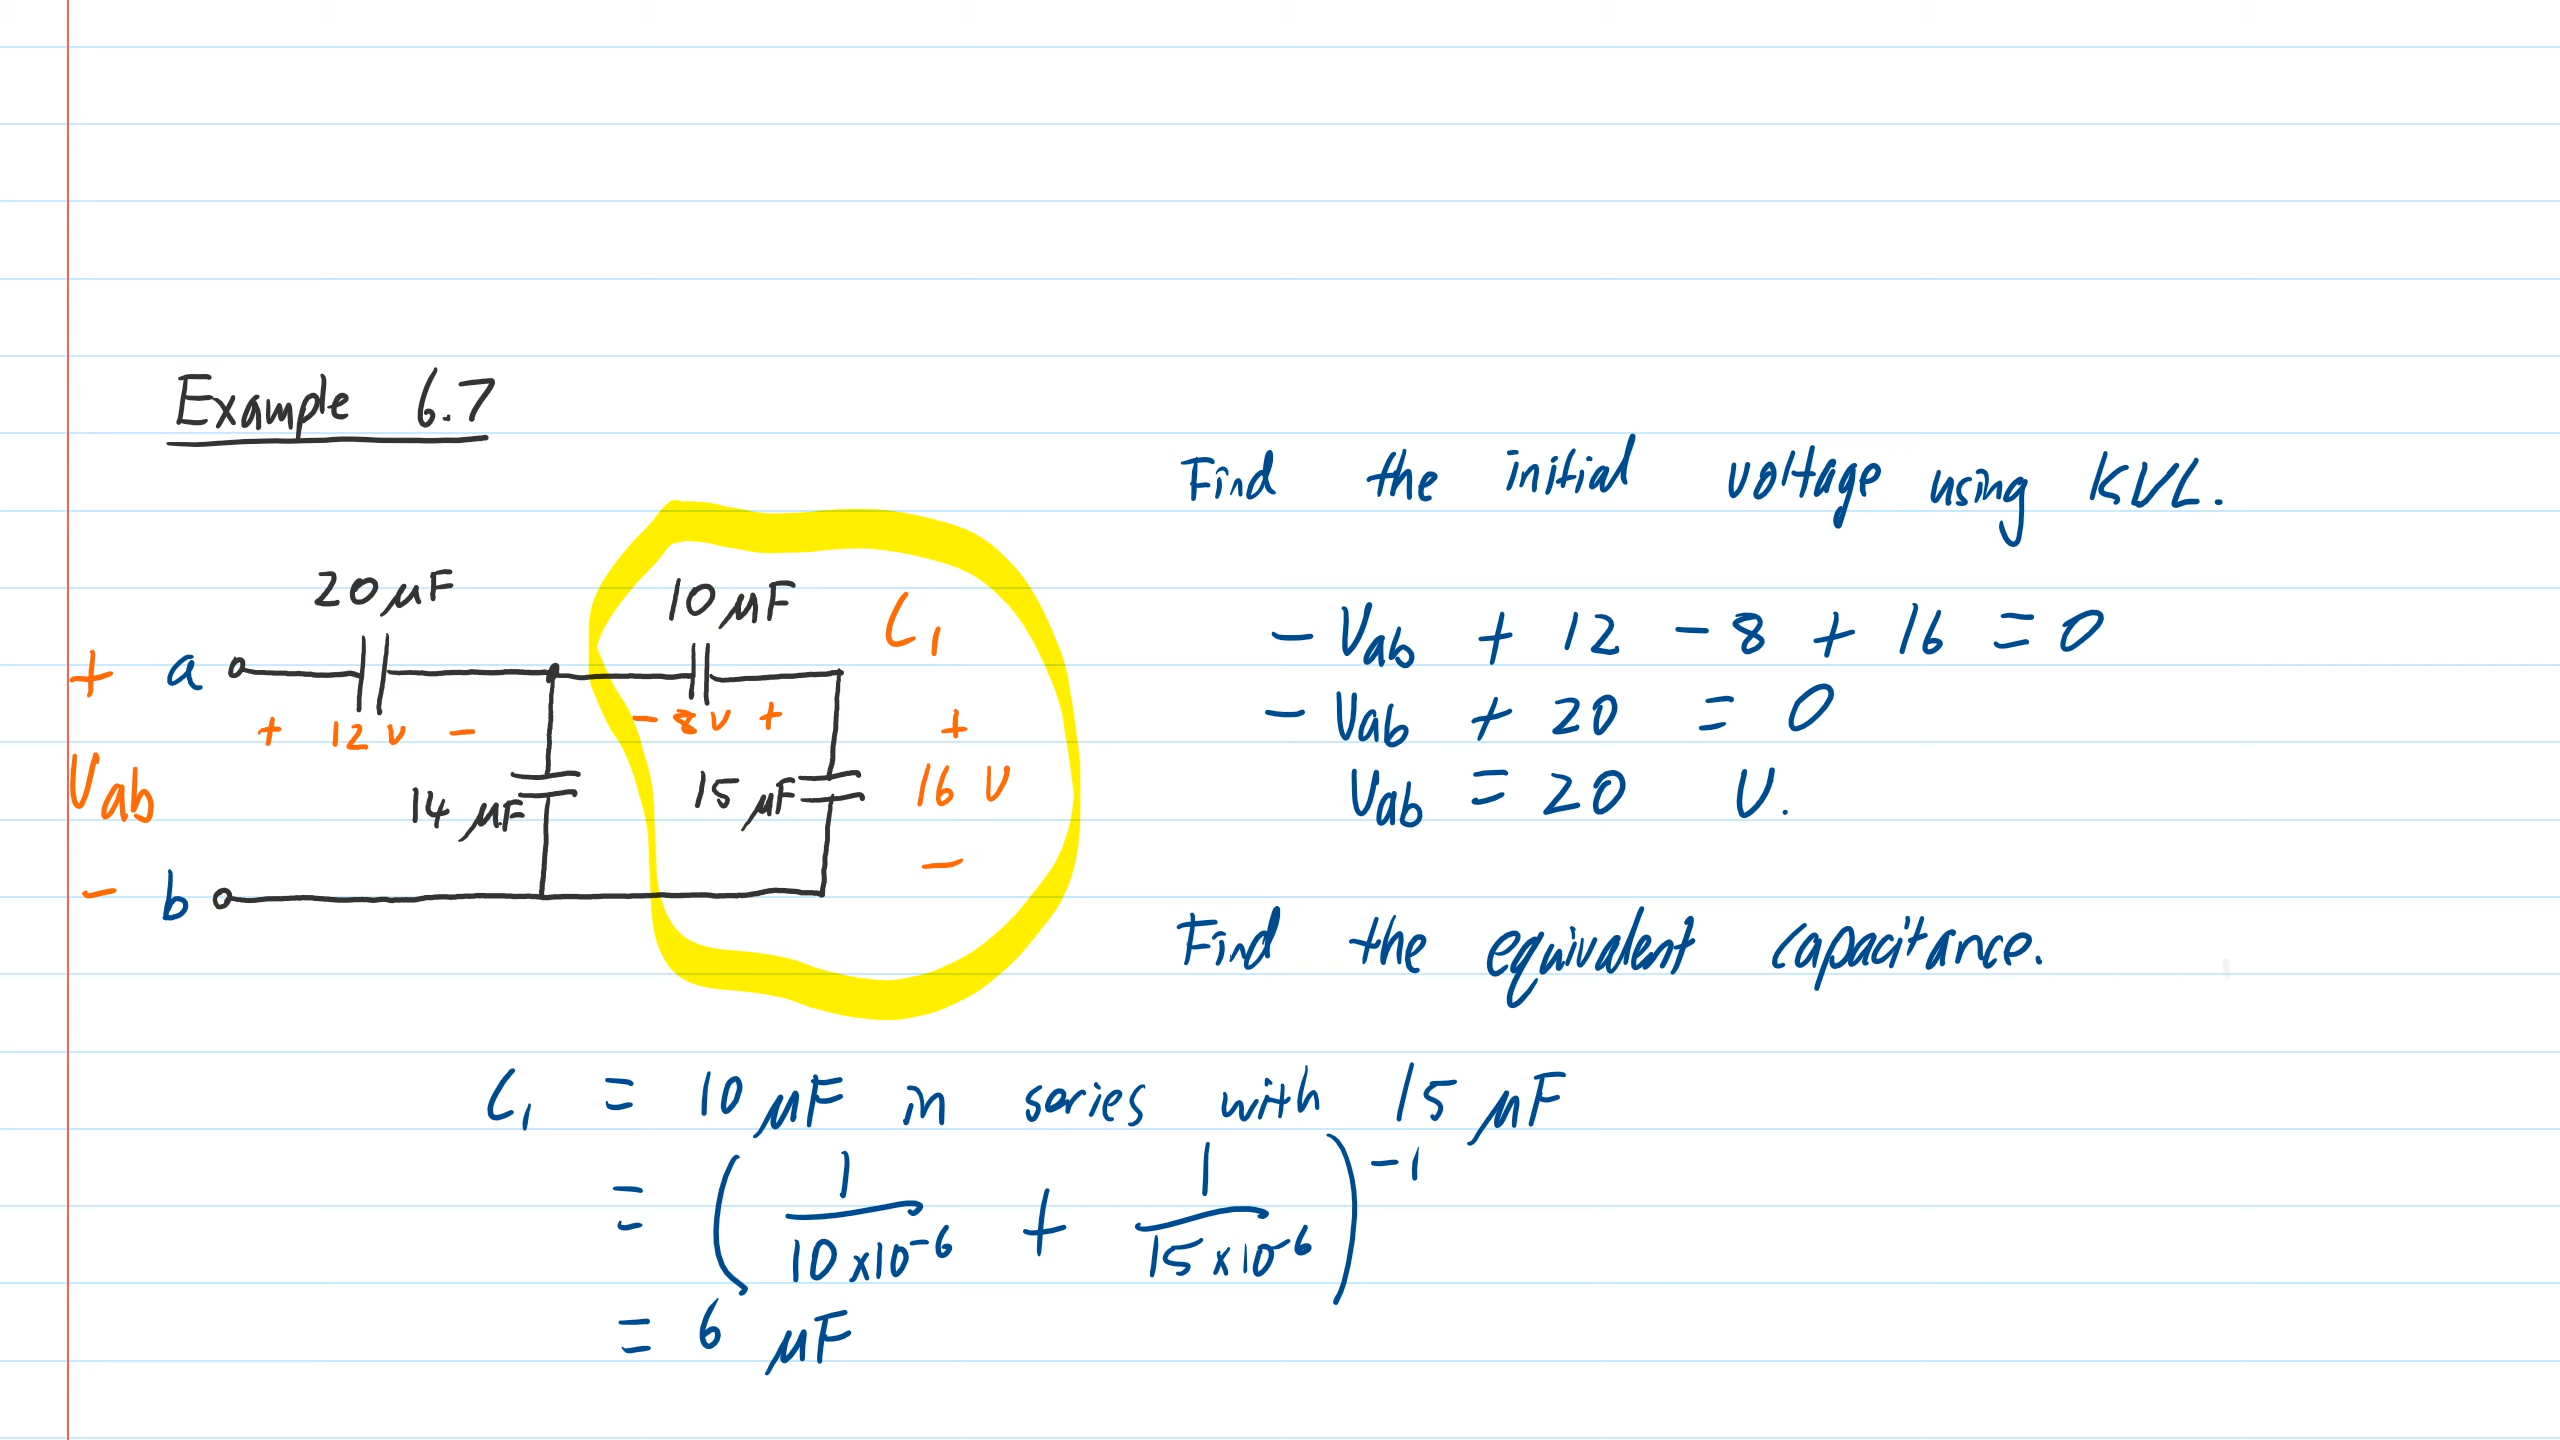 Example 6.7
Find the initial voltage using KVL.
20 μF
10 μF
C₁
+ a
+ 12 V -
- 8 V +
+
Vab
14 μF
15 μF
16 V
-
- b
- Vab + 12 - 8 + 16 = 0
- Vab + 20 = 0
Vab = 20 V.
Find the equivalent capacitance.
C₁ = 10 μF in series with 15 μF
= ( 1/(10×10⁻⁶) + 1/(15×10⁻⁶) )⁻¹
= 6 μF